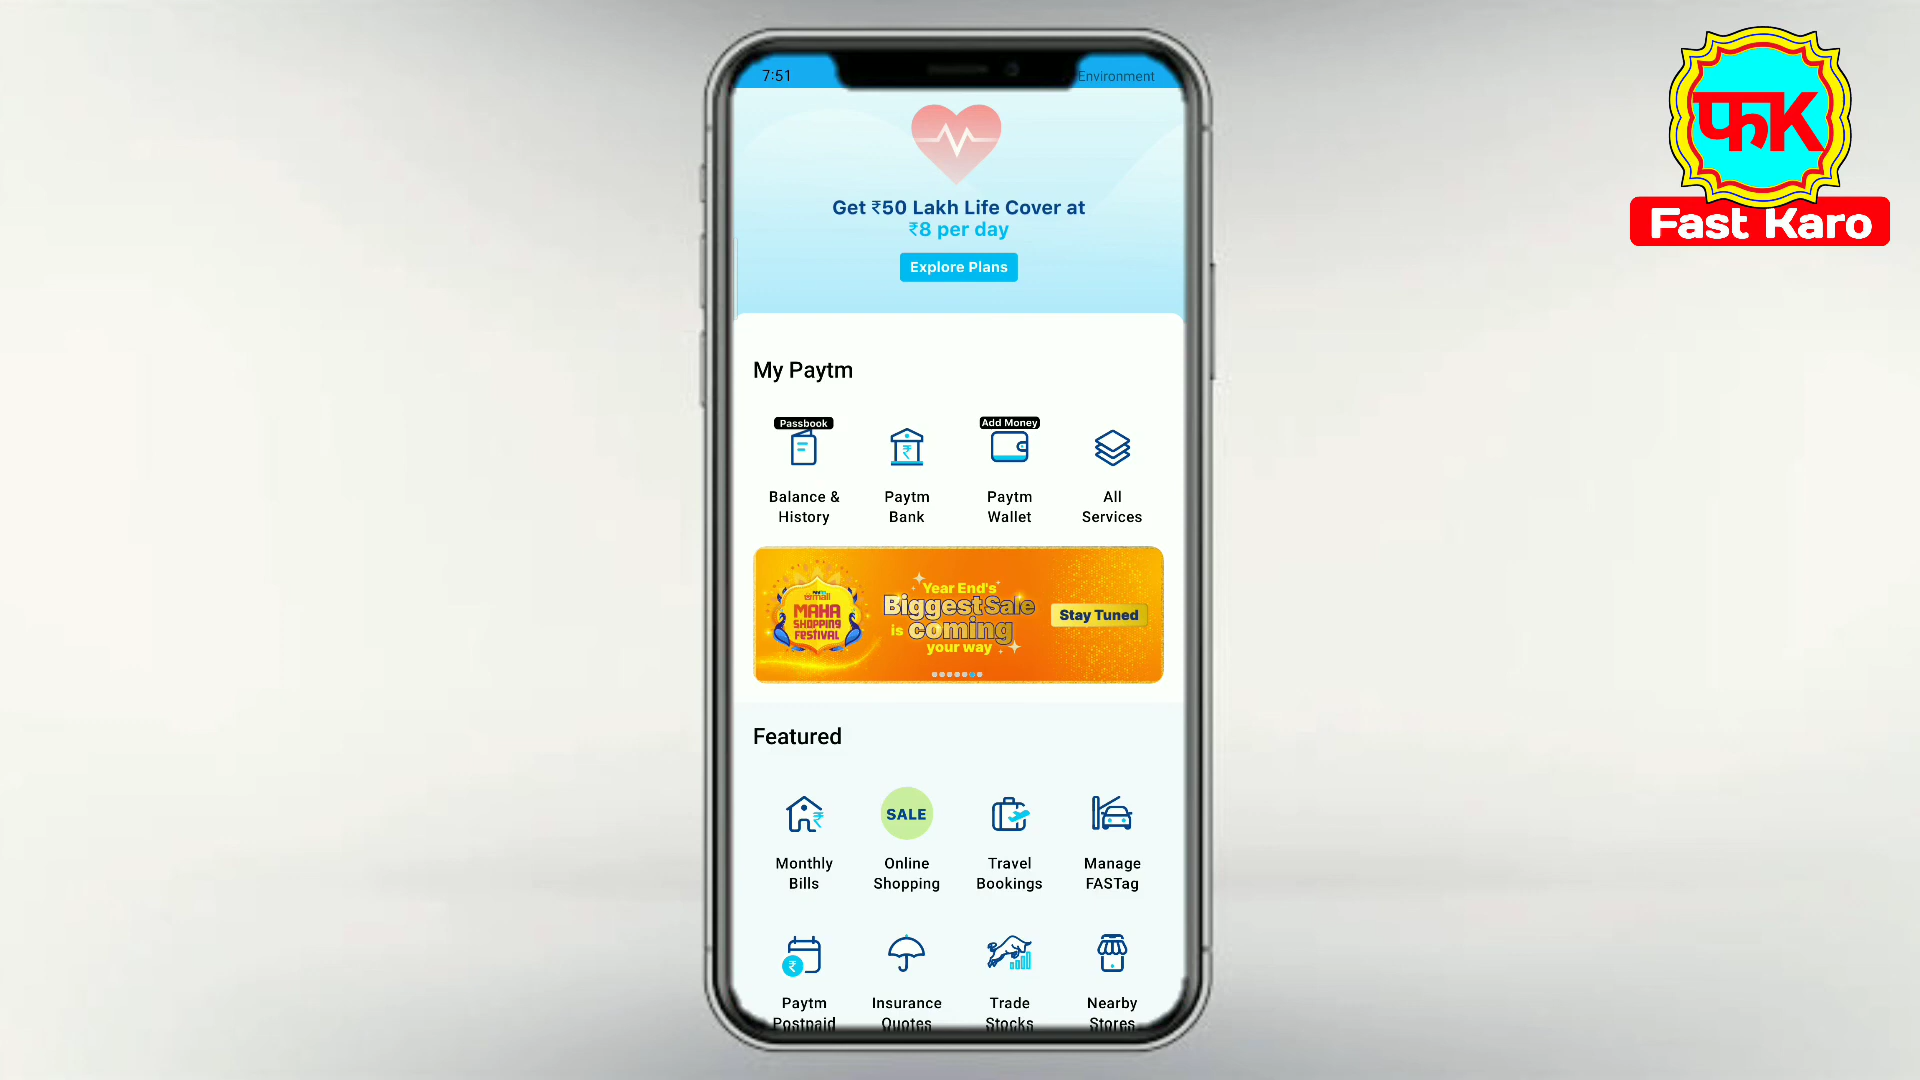 7:51
Environment
Get ₹50 Lakh Life Cover at
₹8 per day
Explore Plans
My Paytm
Passbook
Add Money
Balance &
History
Paytm
Bank
Paytm
Wallet
All
Services
mall
MAHA
SHOPPING
FESTIVAL
Year End's
Biggest Sale
is coming
your way
Stay Tuned
Featured
Monthly
Bills
SALE
Online
Shopping
Travel
Bookings
Manage
FASTag
Paytm
Postpaid
Insurance
Quotes
Trade
Stocks
Nearby
Stores
फK
Fast Karo